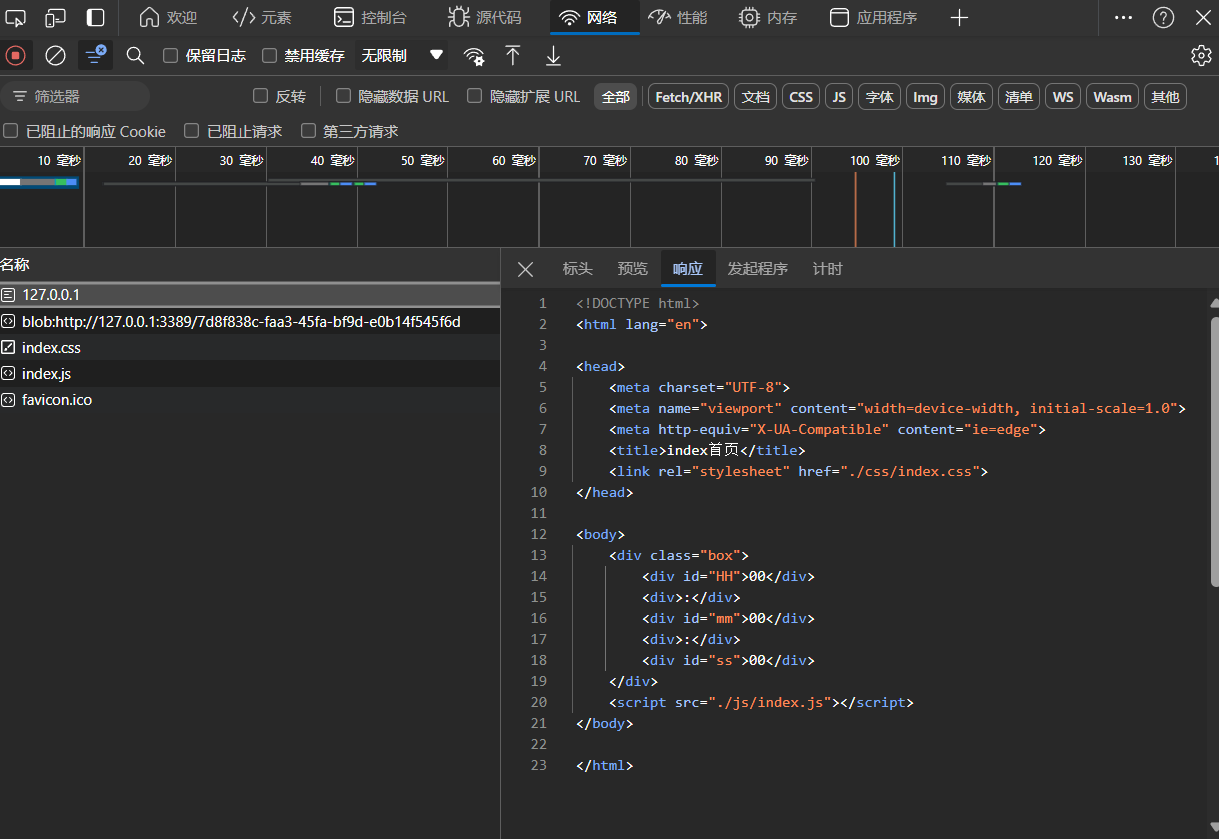 欢迎 元素 控制台 源代码 网络 性能 内存 应用程序
保留日志 禁用缓存 无限制
筛选器 反转 隐藏数据 URL 隐藏扩展 URL 全部 Fetch/XHR 文档 CSS JS 字体 Img 媒体 清单 WS Wasm 其他
已阻止的响应 Cookie 已阻止请求 第三方请求
10 毫秒 20 毫秒 30 毫秒 40 毫秒 50 毫秒 60 毫秒 70 毫秒 80 毫秒 90 毫秒 100 毫秒 110 毫秒 120 毫秒 130 毫秒 1
名称
127.0.0.1
blob:http://127.0.0.1:3389/7d8f838c-faa3-45fa-bf9d-e0b14f545f6d
index.css
index.js
favicon.ico
标头 预览 响应 发起程序 计时
1 <!DOCTYPE html>
2 <html lang="en">
3
4 <head>
5 <meta charset="UTF-8">
6 <meta name="viewport" content="width=device-width, initial-scale=1.0">
7 <meta http-equiv="X-UA-Compatible" content="ie=edge">
8 <title>index首页</title>
9 <link rel="stylesheet" href="./css/index.css">
10 </head>
11
12 <body>
13 <div class="box">
14 <div id="HH">00</div>
15 <div>:</div>
16 <div id="mm">00</div>
17 <div>:</div>
18 <div id="ss">00</div>
19 </div>
20 <script src="./js/index.js"></script>
21 </body>
22
23 </html>